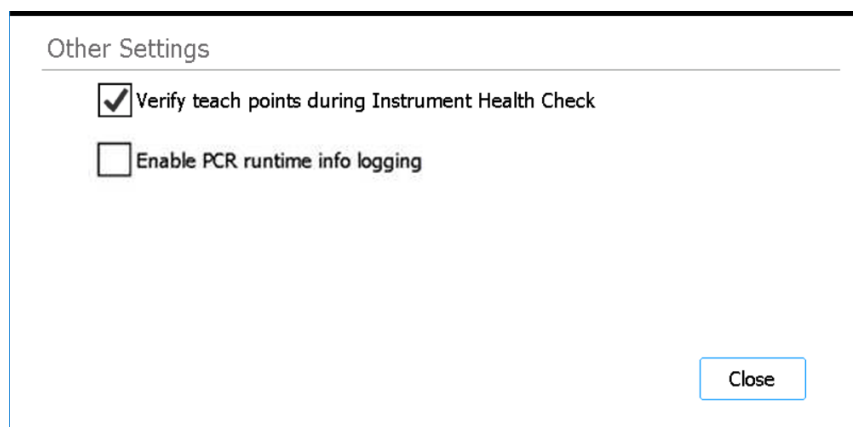 Other Settings
Verify teach points during Instrument Health Check
Enable PCR runtime info logging
Close